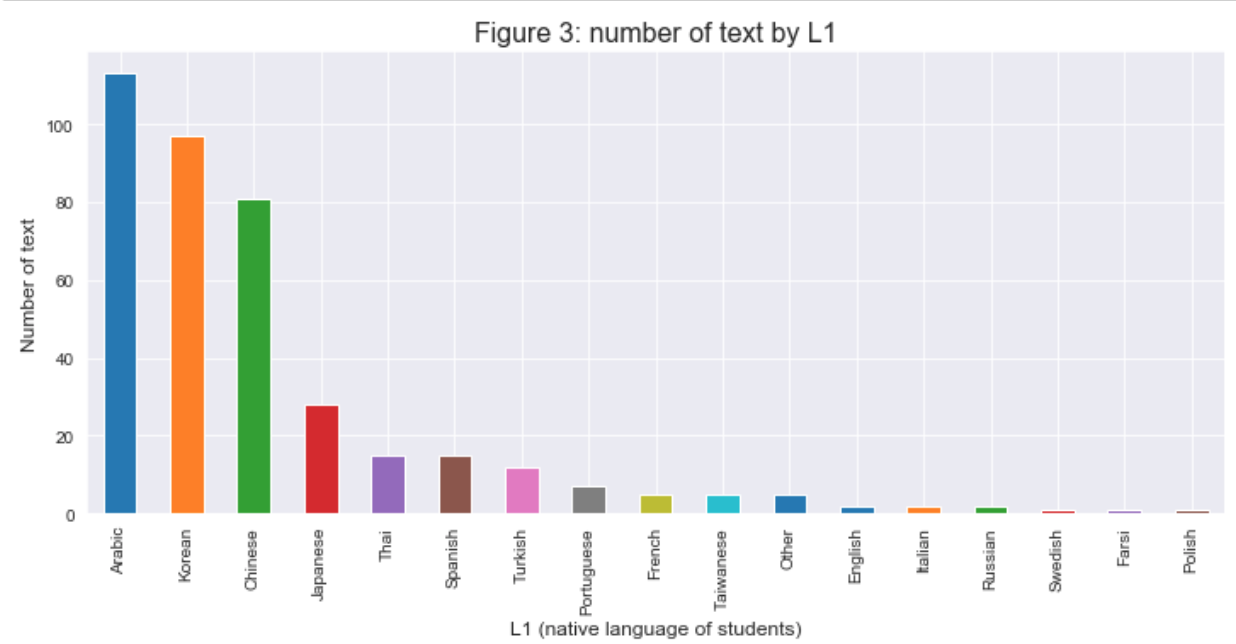 Figure 3: number of text by L1
Number of text
100
80
60
40
20
0
Arabic
Korean
Chinese
Japanese
Thai
Spanish
Turkish
Portuguese
French
Taiwanese
Other
English
Italian
Russian
Swedish
Farsi
Polish
L1 (native language of students)